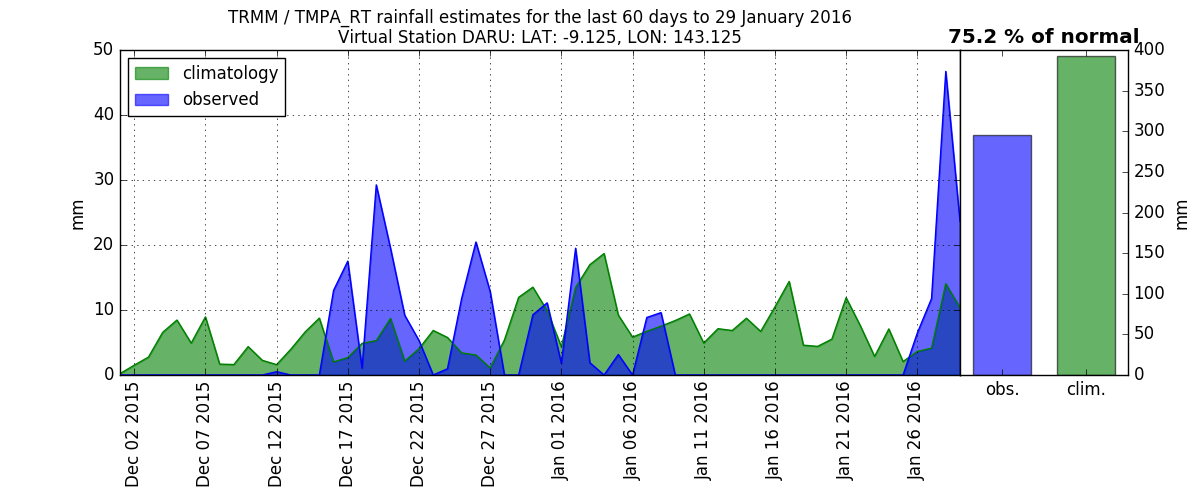 TRMM / TMPA_RT rainfall estimates for the last 60 days to 29 January 2016
Virtual Station DARU: LAT: -9.125, LON: 143.125
75.2 % of normal
climatology
observed
50
40
30
20
10
0
mm
400
350
300
250
200
150
100
50
0
mm
Dec 02 2015
Dec 07 2015
Dec 12 2015
Dec 17 2015
Dec 22 2015
Dec 27 2015
Jan 01 2016
Jan 06 2016
Jan 11 2016
Jan 16 2016
Jan 21 2016
Jan 26 2016
obs.
clim.